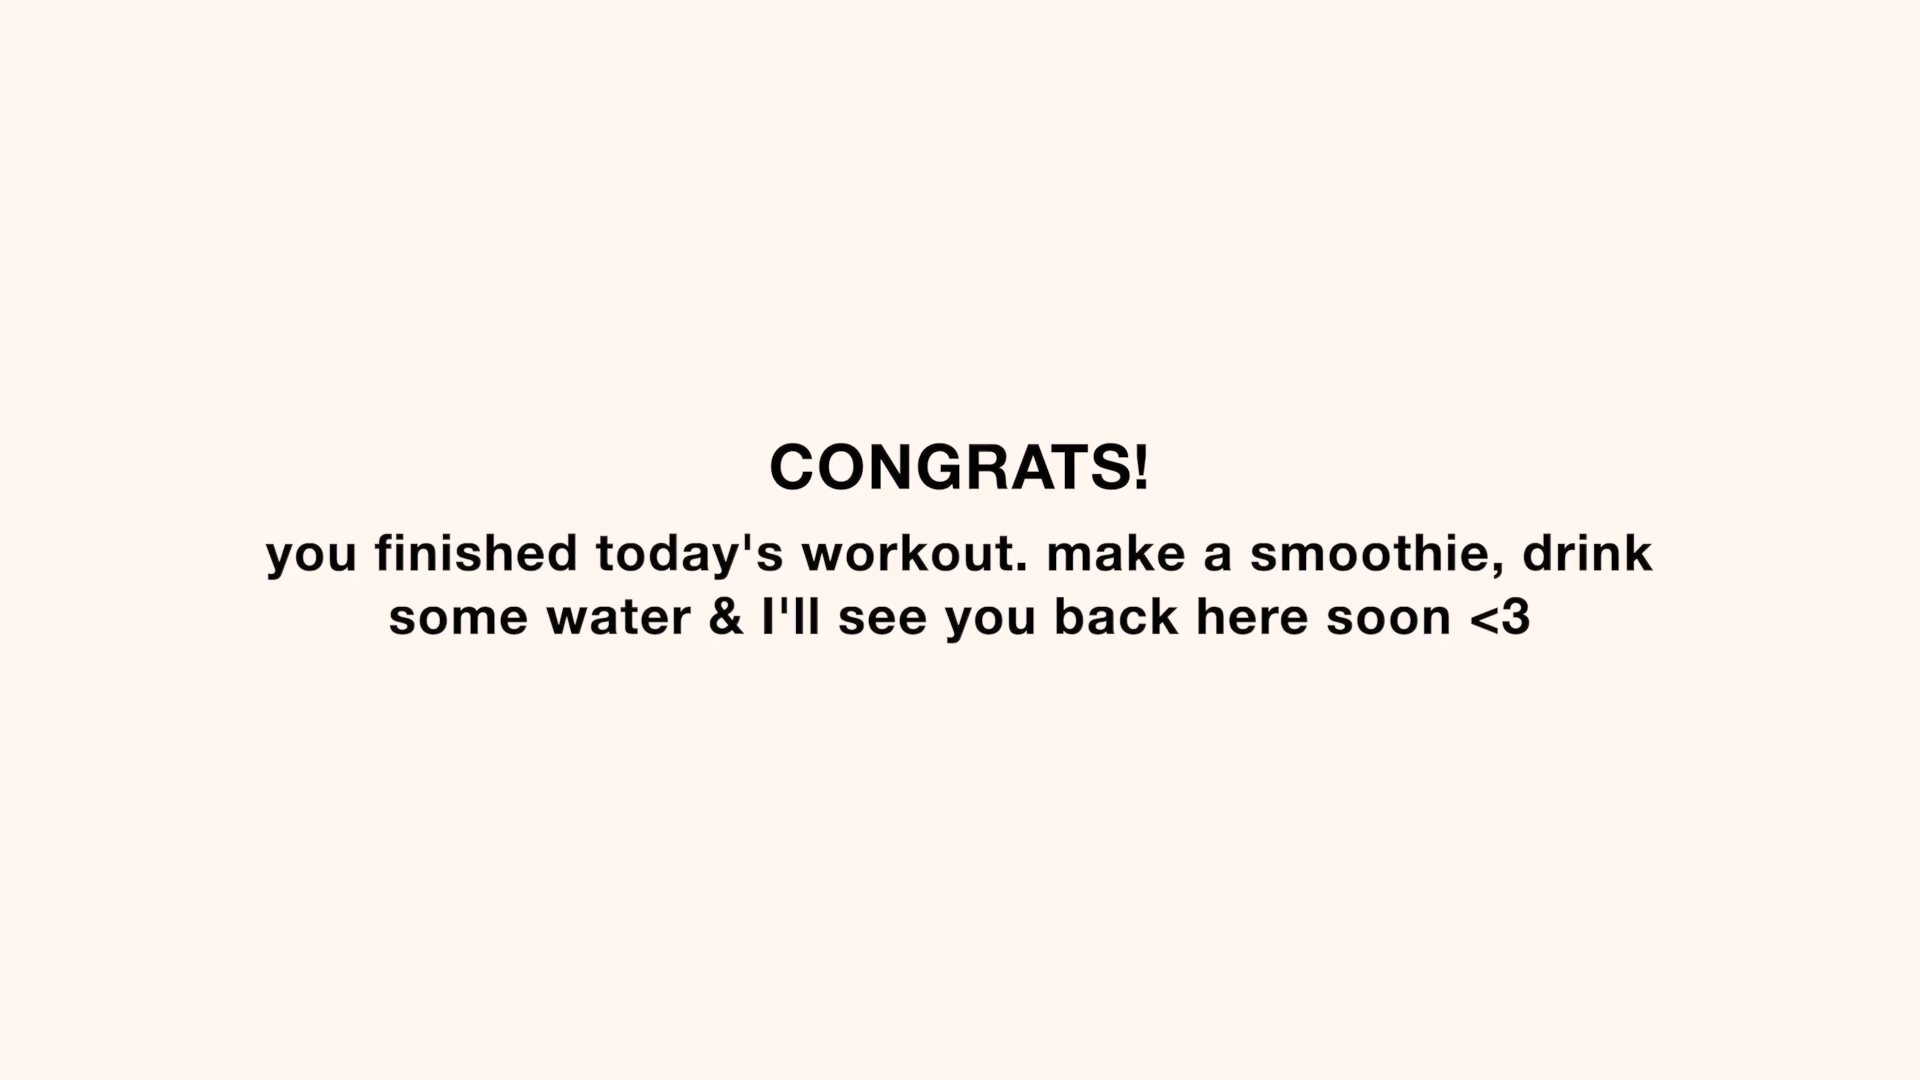 CONGRATS!
you finished today's workout. make a smoothie, drink
some water & I'll see you back here soon <3